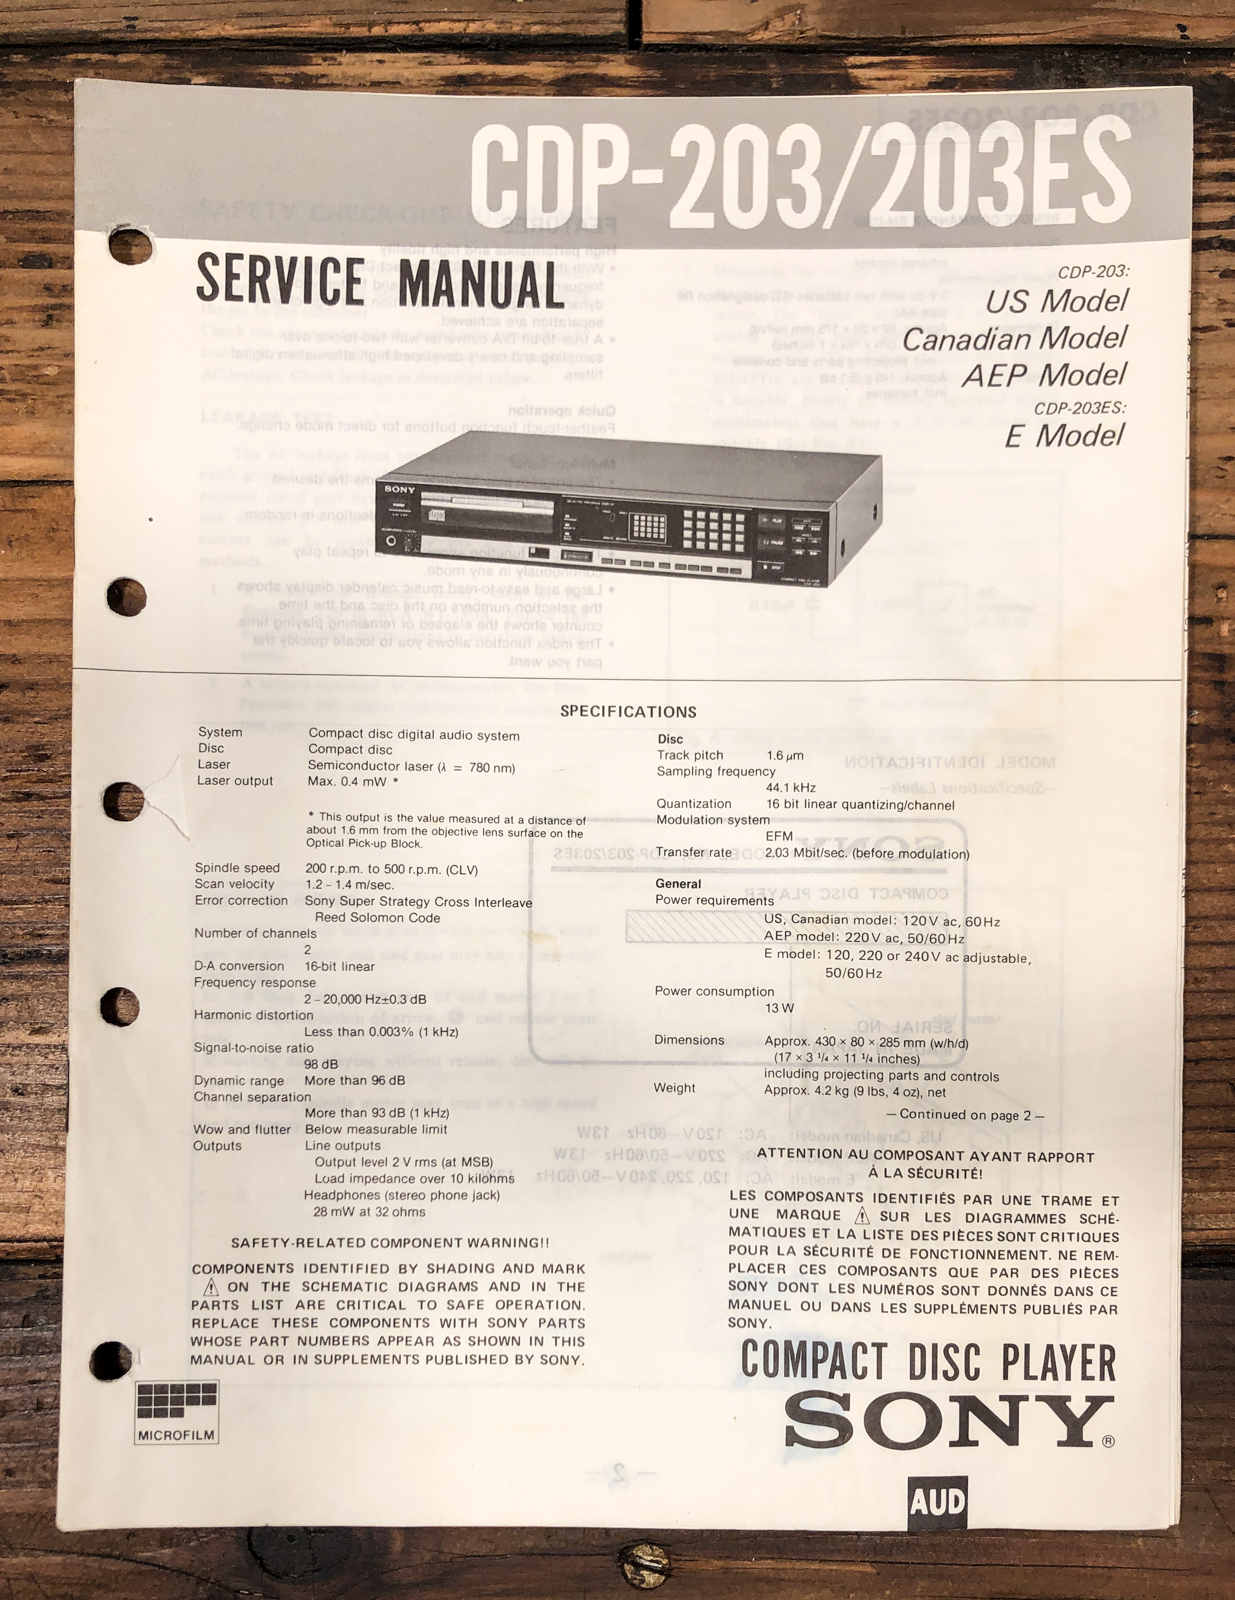 CDP-203/203ES
SERVICE MANUAL
CDP-203:
US Model
Canadian Model
AEP Model
CDP-203ES:
E Model
SONY
SPECIFICATIONS
System Compact disc digital audio system
Disc Compact disc
Laser Semiconductor laser (λ = 780 nm)
Laser output Max. 0.4 mW *
* This output is the value measured at a distance of
about 1.6 mm from the objective lens surface on the
Optical Pick-up Block.
Spindle speed 200 r.p.m. to 500 r.p.m. (CLV)
Scan velocity 1.2 – 1.4 m/sec.
Error correction Sony Super Strategy Cross Interleave
Reed Solomon Code
Number of channels
2
D-A conversion 16-bit linear
Frequency response
2 – 20,000 Hz±0.3 dB
Harmonic distortion
Less than 0.003% (1 kHz)
Signal-to-noise ratio
98 dB
Dynamic range More than 96 dB
Channel separation
More than 93 dB (1 kHz)
Wow and flutter Below measurable limit
Outputs Line outputs
Output level 2 V rms (at MSB)
Load impedance over 10 kilohms
Headphones (stereo phone jack)
28 mW at 32 ohms
SAFETY-RELATED COMPONENT WARNING!!
COMPONENTS IDENTIFIED BY SHADING AND MARK
⚠ ON THE SCHEMATIC DIAGRAMS AND IN THE
PARTS LIST ARE CRITICAL TO SAFE OPERATION.
REPLACE THESE COMPONENTS WITH SONY PARTS
WHOSE PART NUMBERS APPEAR AS SHOWN IN THIS
MANUAL OR IN SUPPLEMENTS PUBLISHED BY SONY.
MICROFILM
Disc
Track pitch 1.6 µm
Sampling frequency
44.1 kHz
Quantization 16 bit linear quantizing/channel
Modulation system
EFM
Transfer rate 2.03 Mbit/sec. (before modulation)
General
Power requirements
US, Canadian model: 120 V ac, 60 Hz
AEP model: 220 V ac, 50/60 Hz
E model: 120, 220 or 240 V ac adjustable,
50/60 Hz
Power consumption
13 W
Dimensions Approx. 430 × 80 × 285 mm (w/h/d)
(17 × 3 1/4 × 11 1/4 inches)
including projecting parts and controls
Weight Approx. 4.2 kg (9 lbs, 4 oz), net
— Continued on page 2 —
ATTENTION AU COMPOSANT AYANT RAPPORT
À LA SÉCURITÉ!
LES COMPOSANTS IDENTIFIÉS PAR UNE TRAME ET
UNE MARQUE ⚠ SUR LES DIAGRAMMES SCHÉ-
MATIQUES ET LA LISTE DES PIÈCES SONT CRITIQUES
POUR LA SÉCURITÉ DE FONCTIONNEMENT. NE REM-
PLACER CES COMPOSANTS QUE PAR DES PIÈCES
SONY DONT LES NUMÉROS SONT DONNÉS DANS CE
MANUEL OU DANS LES SUPPLÉMENTS PUBLIÉS PAR
SONY.
COMPACT DISC PLAYER
SONY®
AUD